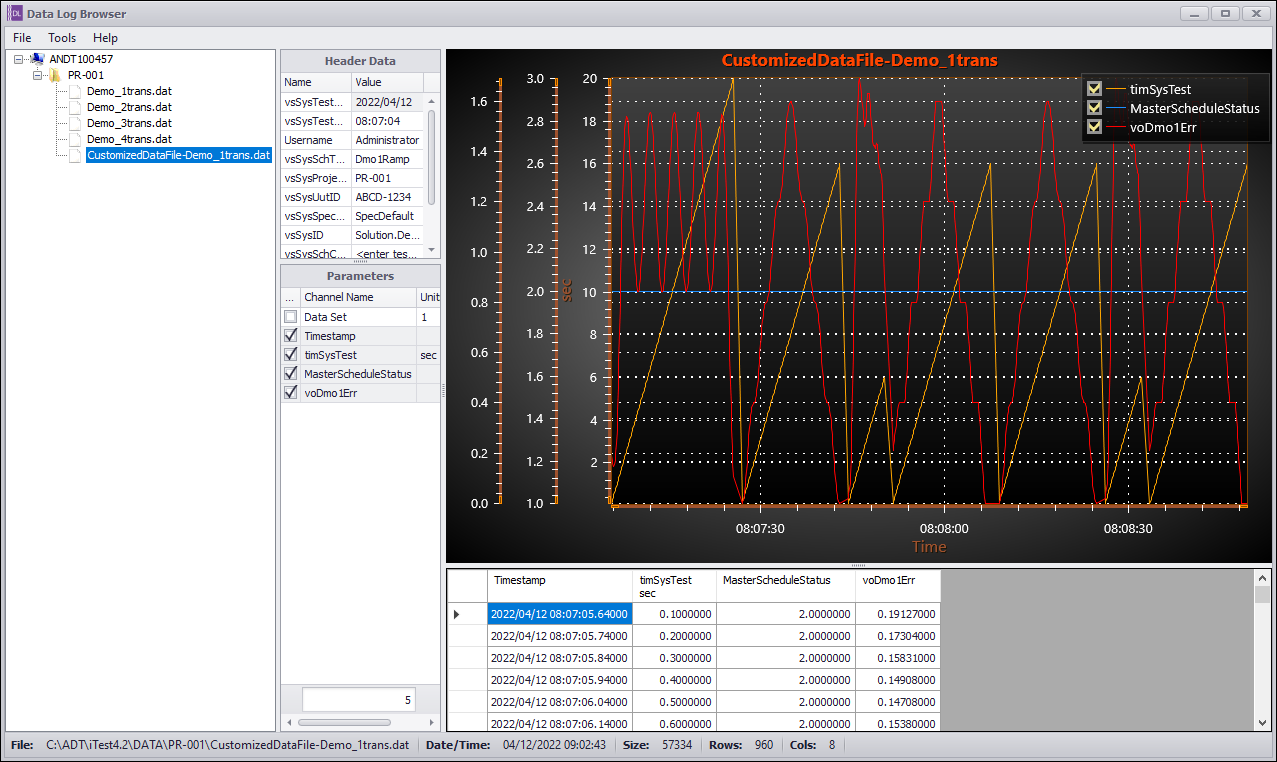 DL Data Log Browser
File Tools Help
ANDT100457
PR-001
Demo_1trans.dat
Demo_2trans.dat
Demo_3trans.dat
Demo_4trans.dat
CustomizedDataFile-Demo_1trans.dat
Header Data
Name Value
vsSysTest... 2022/04/12
vsSysTest... 08:07:04
Username Administrator
vsSysSchT... Dmo1Ramp
vsSysProje... PR-001
vsSysUutID ABCD-1234
vsSysSpec... SpecDefault
vsSysID Solution.De...
vsSysSchC... <enter tes...
Parameters
... Channel Name Unit
Data Set 1
Timestamp
timSysTest sec
MasterScheduleStatus
voDmo1Err
5
CustomizedDataFile-Demo_1trans
timSysTest
MasterScheduleStatus
voDmo1Err
3.0 20
1.6
2.8 18
1.4
2.6 16
1.2
2.4 14
1.0 2.2 12
sec
0.8 2.0 10
1.8 8
0.6
1.6 6
0.4
1.4 4
0.2 1.2 2
0.0 1.0
08:07:30 08:08:00 08:08:30
Time
Timestamp timSysTest MasterScheduleStatus voDmo1Err
sec
2022/04/12 08:07:05.64000 0.1000000 2.0000000 0.19127000
2022/04/12 08:07:05.74000 0.2000000 2.0000000 0.17304000
2022/04/12 08:07:05.84000 0.3000000 2.0000000 0.15831000
2022/04/12 08:07:05.94000 0.4000000 2.0000000 0.14908000
2022/04/12 08:07:06.04000 0.5000000 2.0000000 0.14708000
2022/04/12 08:07:06.14000 0.6000000 2.0000000 0.15380000
File: C:\ADT\iTest4.2\DATA\PR-001\CustomizedDataFile-Demo_1trans.dat Date/Time: 04/12/2022 09:02:43 Size: 57334 Rows: 960 Cols: 8